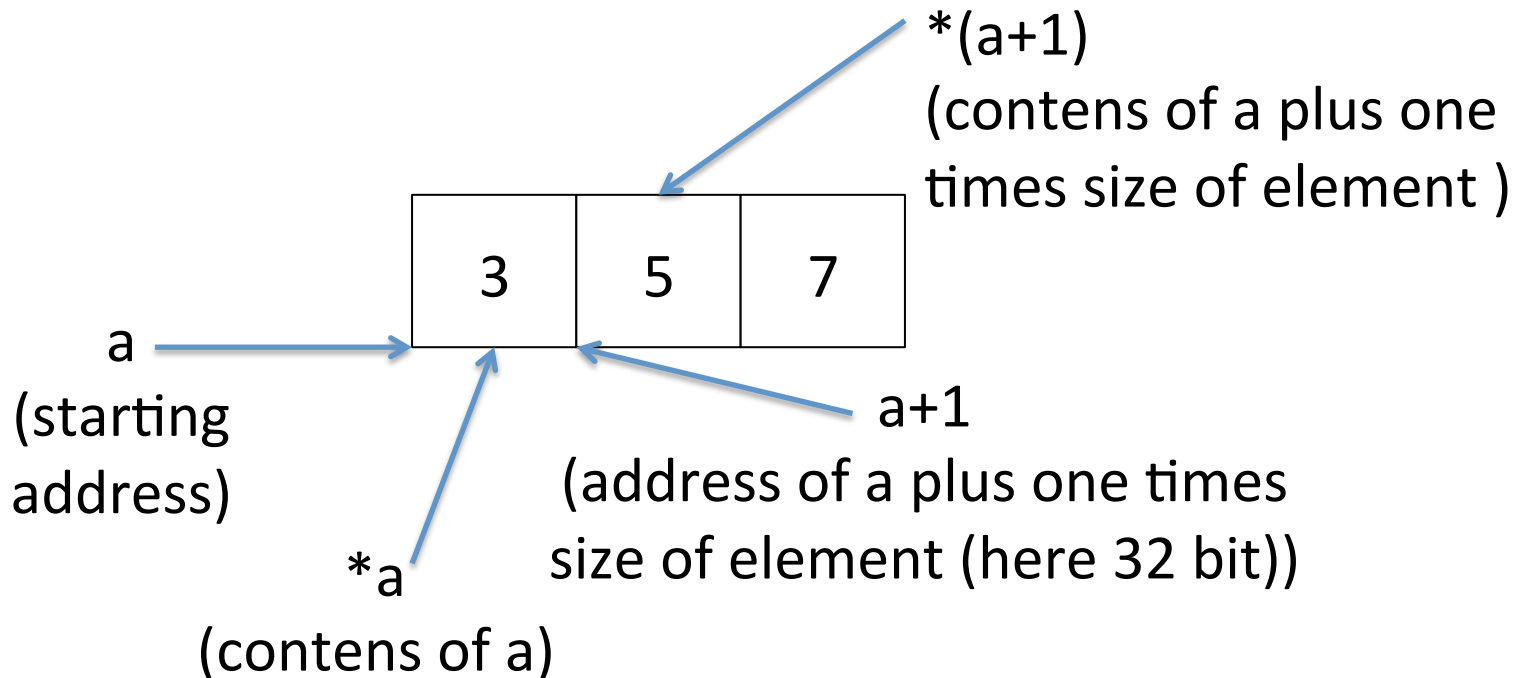 *(a+1)
(contens of a plus one
times size of element )
3 5 7
a
(starting
address)
a+1
(address of a plus one times
size of element (here 32 bit))
*a
(contens of a)